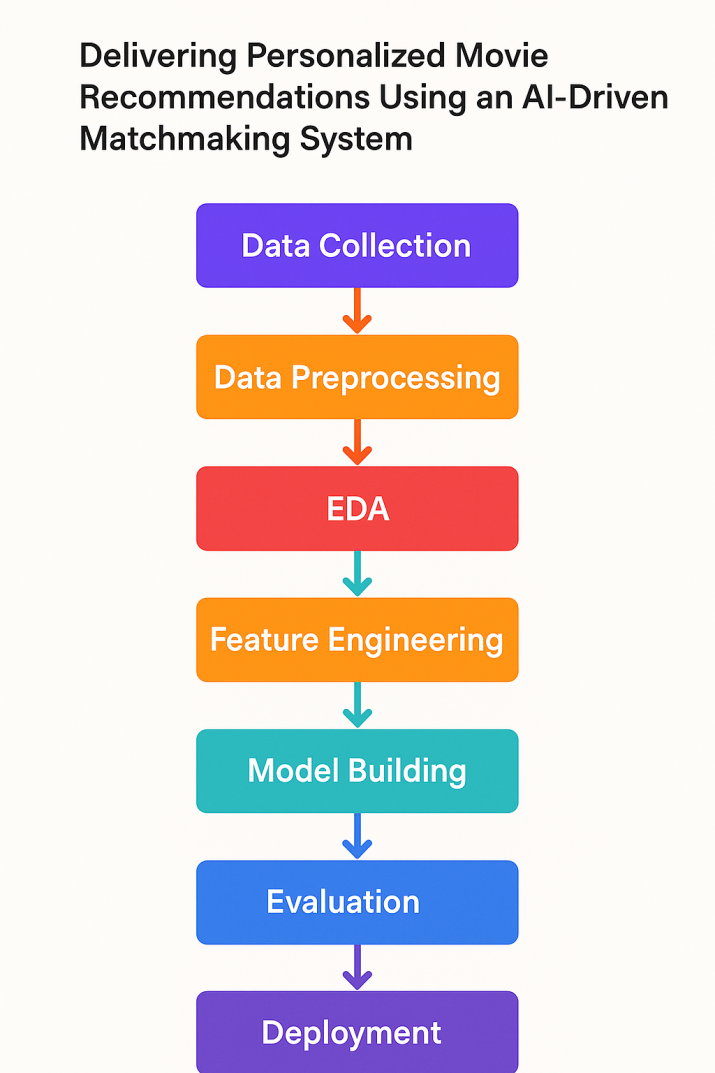 Delivering Personalized Movie
Recommendations Using an AI-Driven
Matchmaking System
Data Collection
Data Preprocessing
EDA
Feature Engineering
Model Building
Evaluation
Deployment